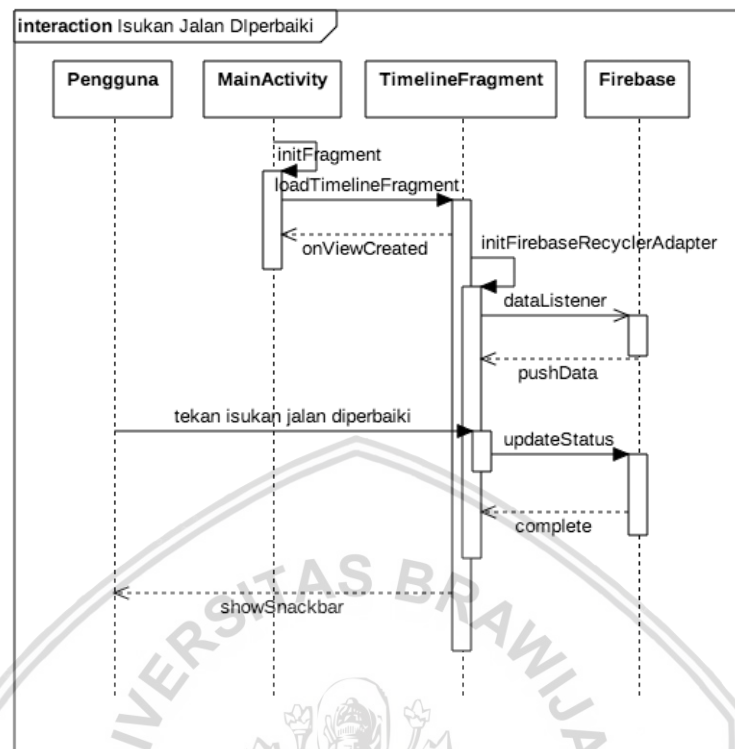 interaction Isukan Jalan DIperbaiki
Pengguna
MainActivity
TimelineFragment
Firebase
initFragment
loadTimelineFragment
onViewCreated
initFirebaseRecyclerAdapter
dataListener
pushData
tekan isukan jalan diperbaiki
updateStatus
complete
showSnackbar